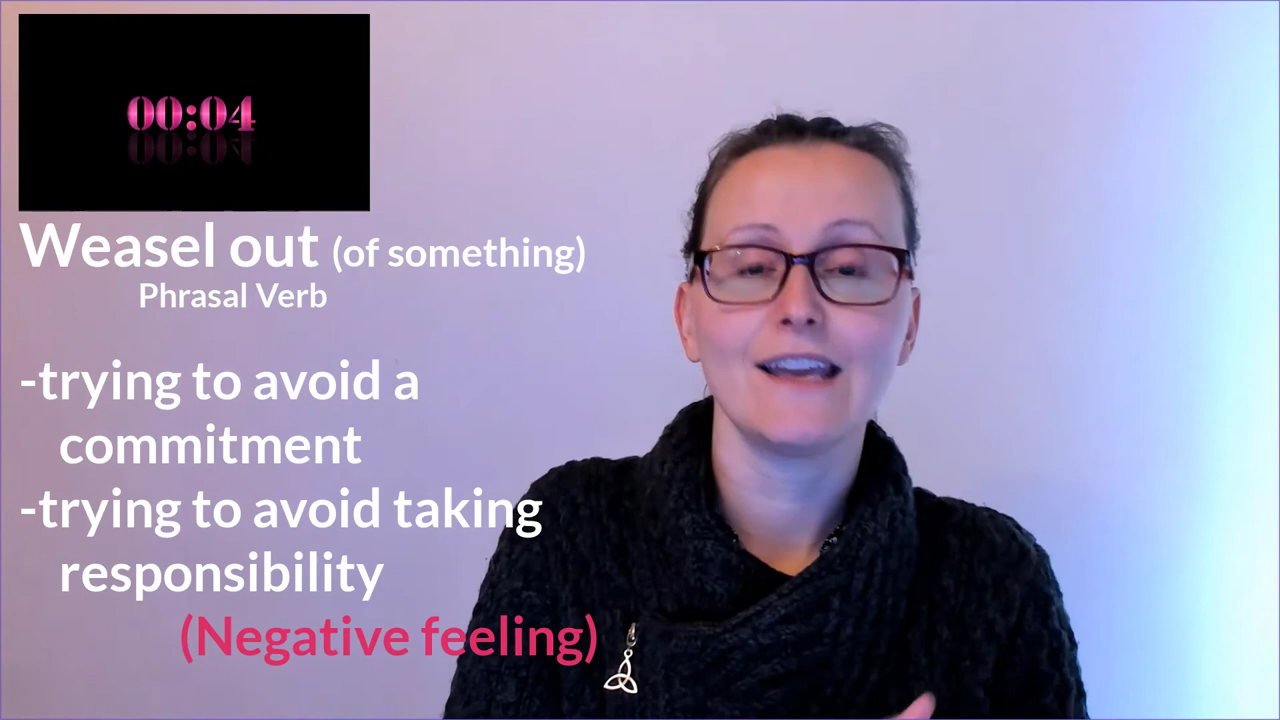 00:04
Weasel out (of something)
Phrasal Verb
-trying to avoid a
commitment
-trying to avoid taking
responsibility
(Negative feeling)